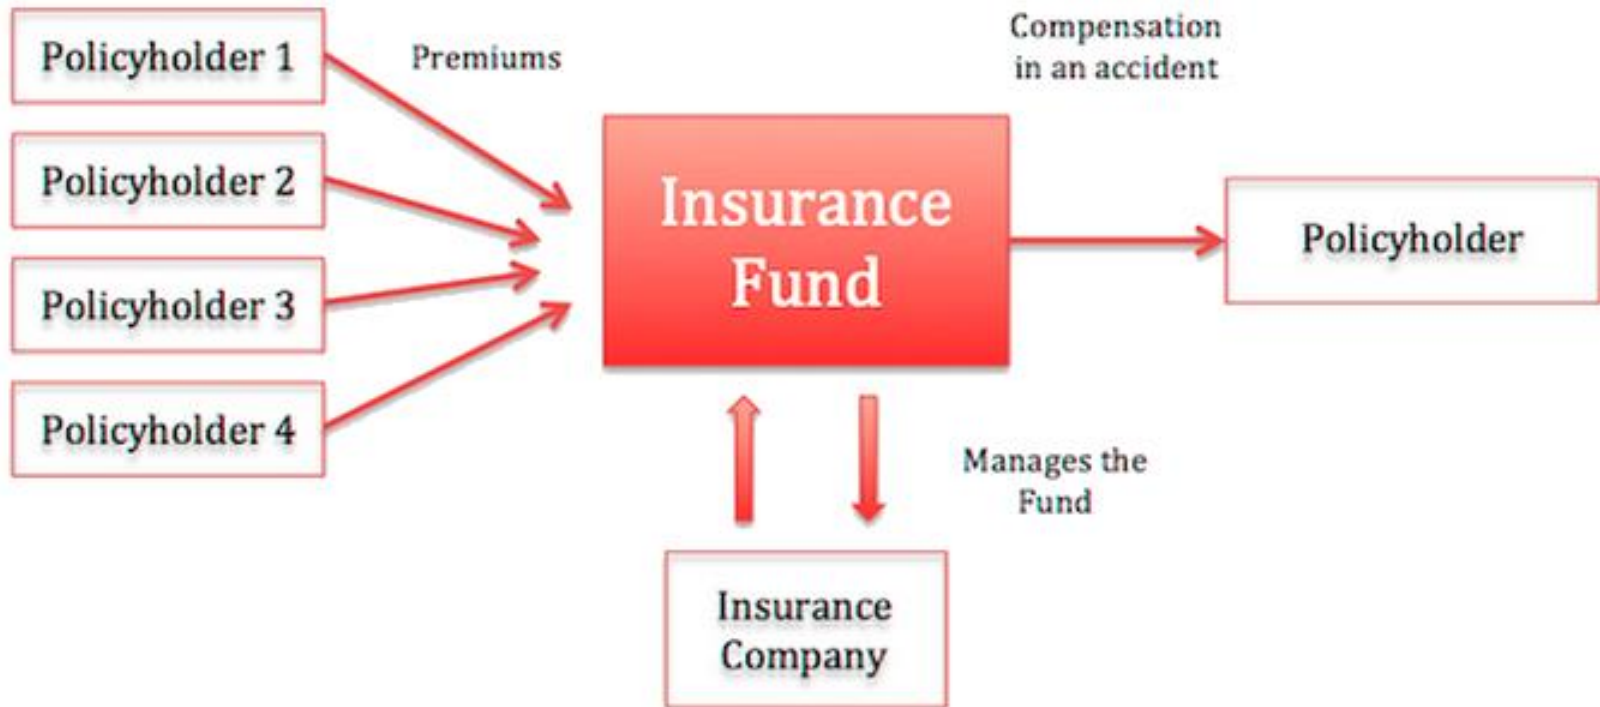 Policyholder 1
Premiums
Compensation
in an accident
Policyholder 2
Policyholder 3
Policyholder 4
Insurance
Fund
Policyholder
Manages the
Fund
Insurance
Company